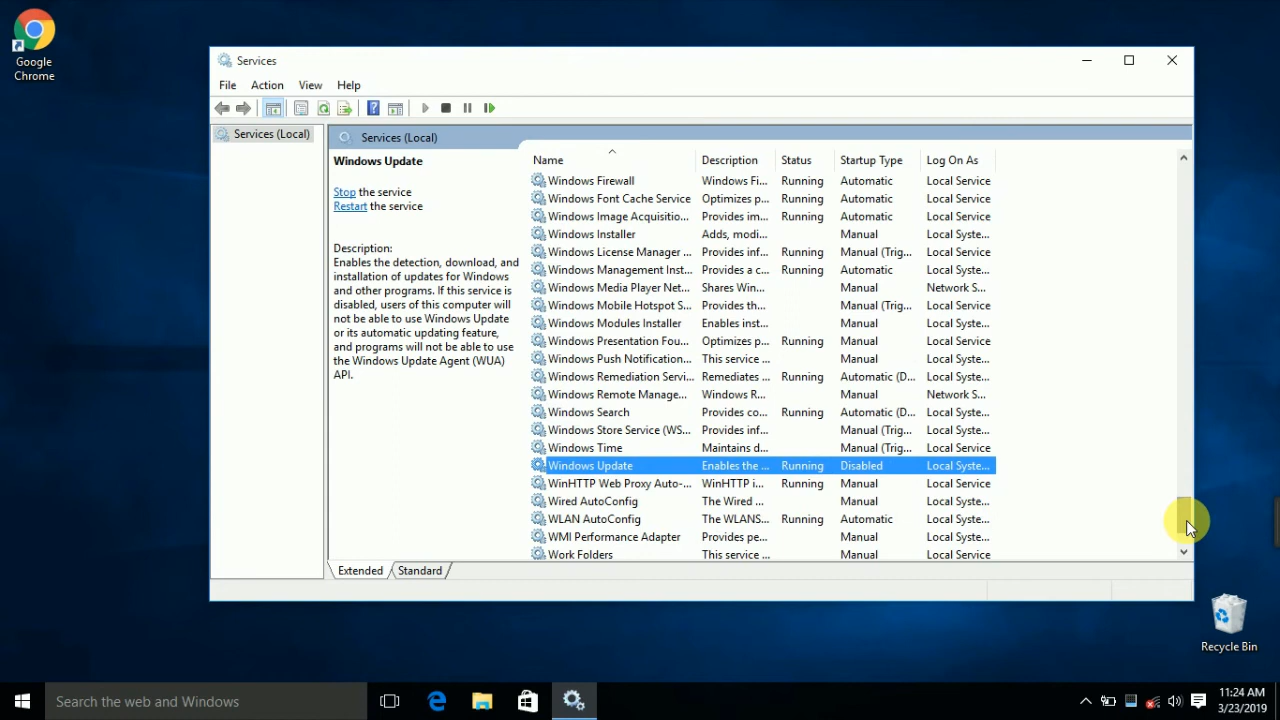 Google
Chrome
Services
File Action View Help
Services (Local)
Services (Local)
Windows Update
Stop the service
Restart the service
Description:
Enables the detection, download, and
installation of updates for Windows
and other programs. If this service is
disabled, users of this computer will
not be able to use Windows Update
or its automatic updating feature,
and programs will not be able to use
the Windows Update Agent (WUA)
API.
Name Description Status Startup Type Log On As
Windows Firewall Windows Fi... Running Automatic Local Service
Windows Font Cache Service Optimizes p... Running Automatic Local Service
Windows Image Acquisitio... Provides im... Running Automatic Local Service
Windows Installer Adds, modi... Manual Local Syste...
Windows License Manager ... Provides inf... Running Manual (Trig... Local Service
Windows Management Inst... Provides a c... Running Automatic Local Syste...
Windows Media Player Net... Shares Win... Manual Network S...
Windows Mobile Hotspot S... Provides th... Manual (Trig... Local Service
Windows Modules Installer Enables inst... Manual Local Syste...
Windows Presentation Fou... Optimizes p... Running Manual Local Service
Windows Push Notification... This service ... Manual Local Syste...
Windows Remediation Servi... Remediates ... Running Automatic (D... Local Syste...
Windows Remote Manage... Windows R... Manual Network S...
Windows Search Provides co... Running Automatic (D... Local Syste...
Windows Store Service (WS... Provides inf... Manual (Trig... Local Syste...
Windows Time Maintains d... Manual (Trig... Local Service
Windows Update Enables the ... Running Disabled Local Syste...
WinHTTP Web Proxy Auto-... WinHTTP i... Running Manual Local Service
Wired AutoConfig The Wired ... Manual Local Syste...
WLAN AutoConfig The WLANS... Running Automatic Local Syste...
WMI Performance Adapter Provides pe... Manual Local Syste...
Work Folders This service ... Manual Local Service
Extended Standard
Recycle Bin
Search the web and Windows
11:24 AM
3/23/2019